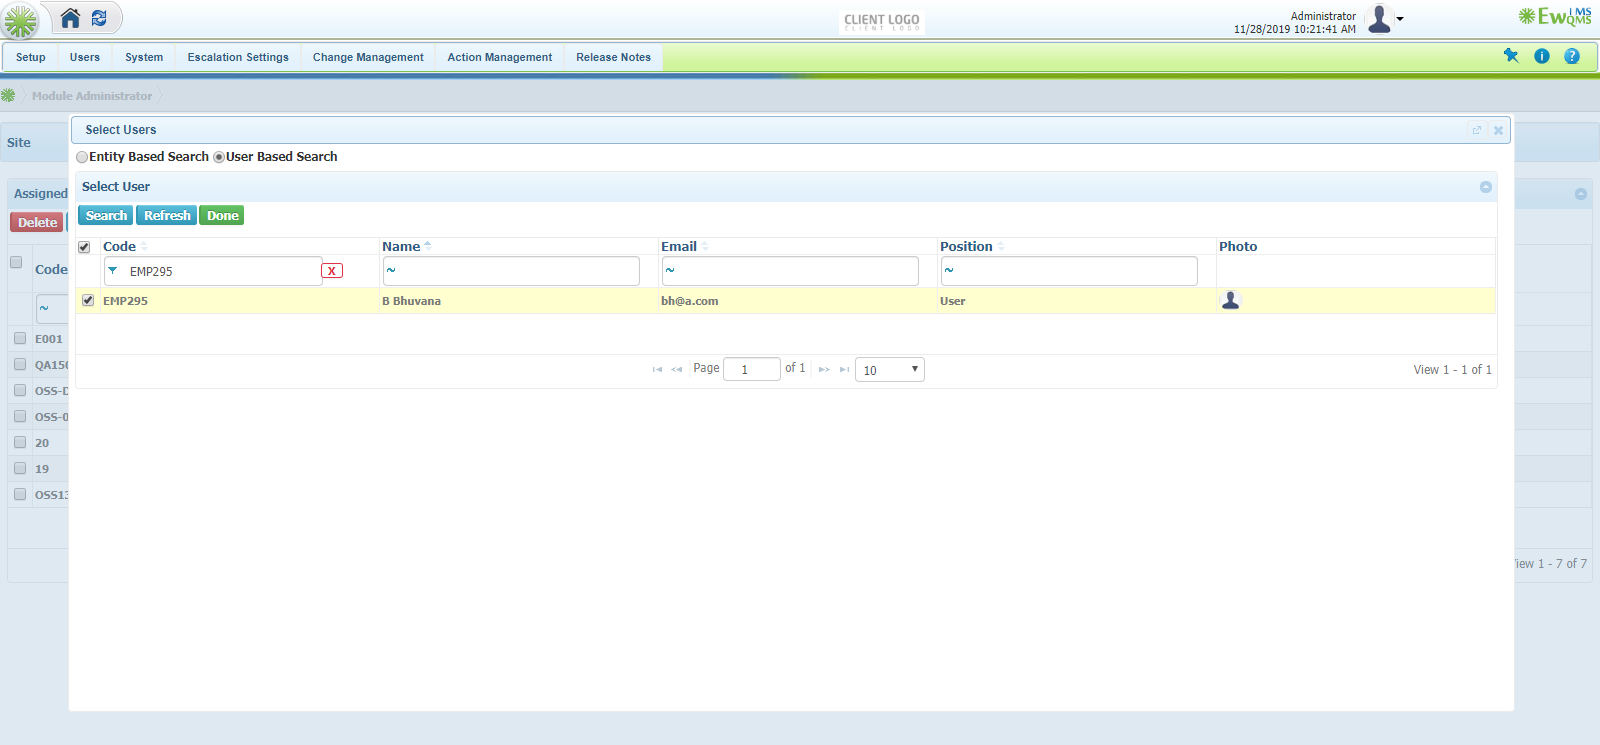 CLIENT LOGO
CLIENT LOGO
Administrator
11/28/2019 10:21:41 AM
EwIMS
QMS
Setup Users System Escalation Settings Change Management Action Management Release Notes
Module Administrator
Site
Select Users
Entity Based Search User Based Search
Assigned
Select User
Delete
Search Refresh Done
Code
Code Name Email Position Photo
~
EMP295 X ~ ~ ~
EMP295 B Bhuvana bh@a.com User
E001
QA150
OSS-D
OSS-0
20
19
OSS13
Page 1 of 1 10 View 1 - 1 of 1
View 1 - 7 of 7